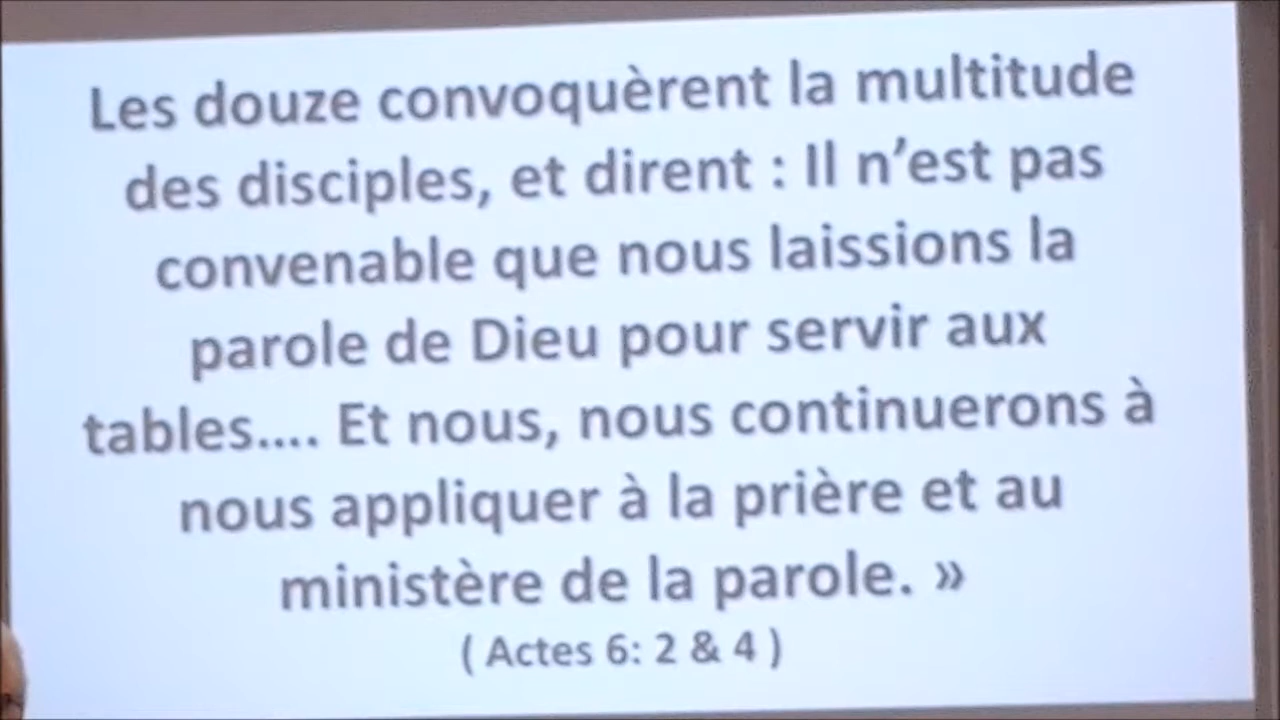 Les douze convoquèrent la multitude
des disciples, et dirent : Il n’est pas
convenable que nous laissions la
parole de Dieu pour servir aux
tables.... Et nous, nous continuerons à
nous appliquer à la prière et au
ministère de la parole. »
( Actes 6: 2 & 4 )